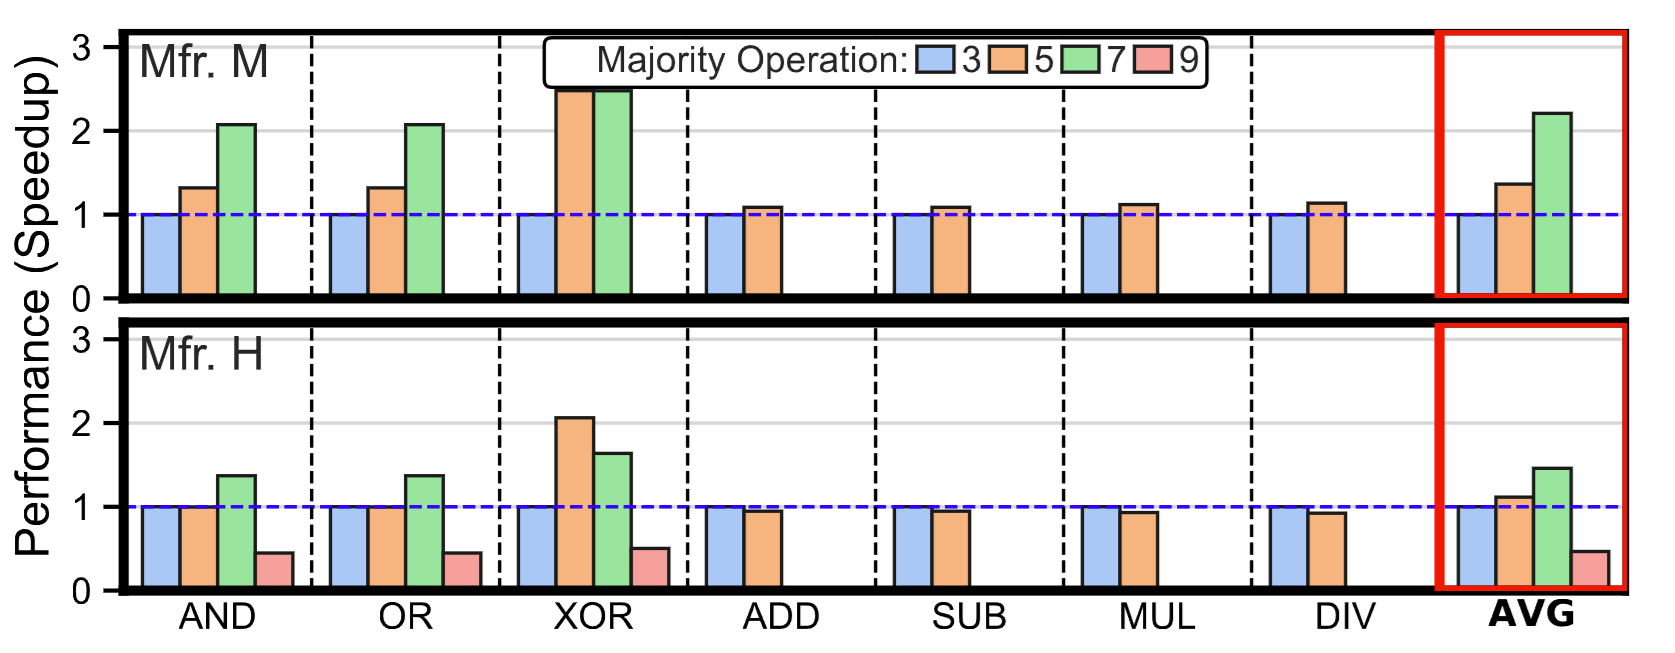 Performance (Speedup)
Mfr. M
Majority Operation: 3 5 7 9
3
2
1
0
Mfr. H
3
2
1
0
AND OR XOR ADD SUB MUL DIV AVG